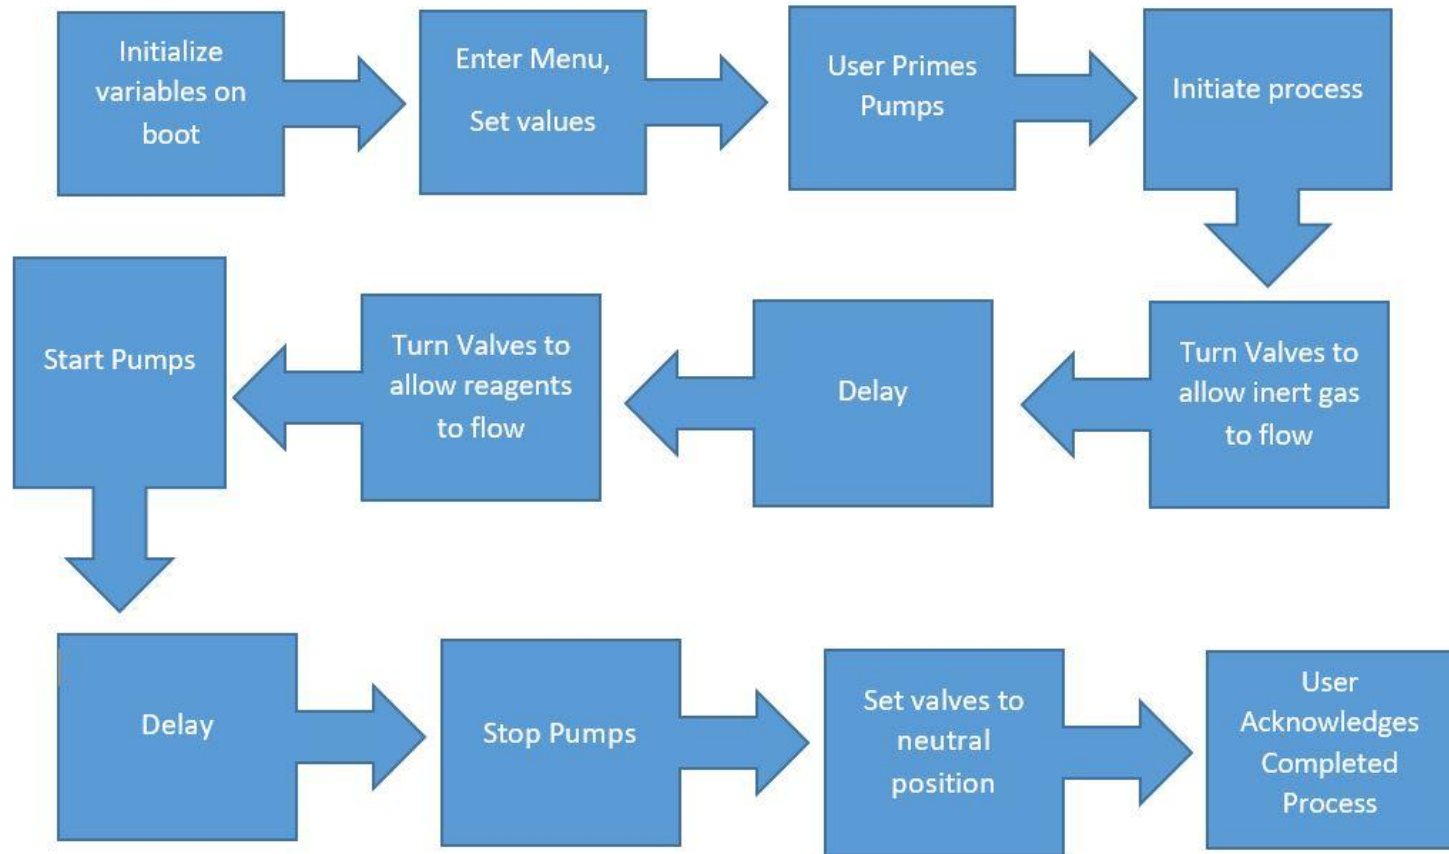 Initialize
variables on
boot
Enter Menu,
Set values
User Primes
Pumps
Initiate process
Turn Valves to
allow inert gas
to flow
Delay
Turn Valves to
allow reagents
to flow
Start Pumps
Delay
Stop Pumps
Set valves to
neutral
position
User
Acknowledges
Completed
Process